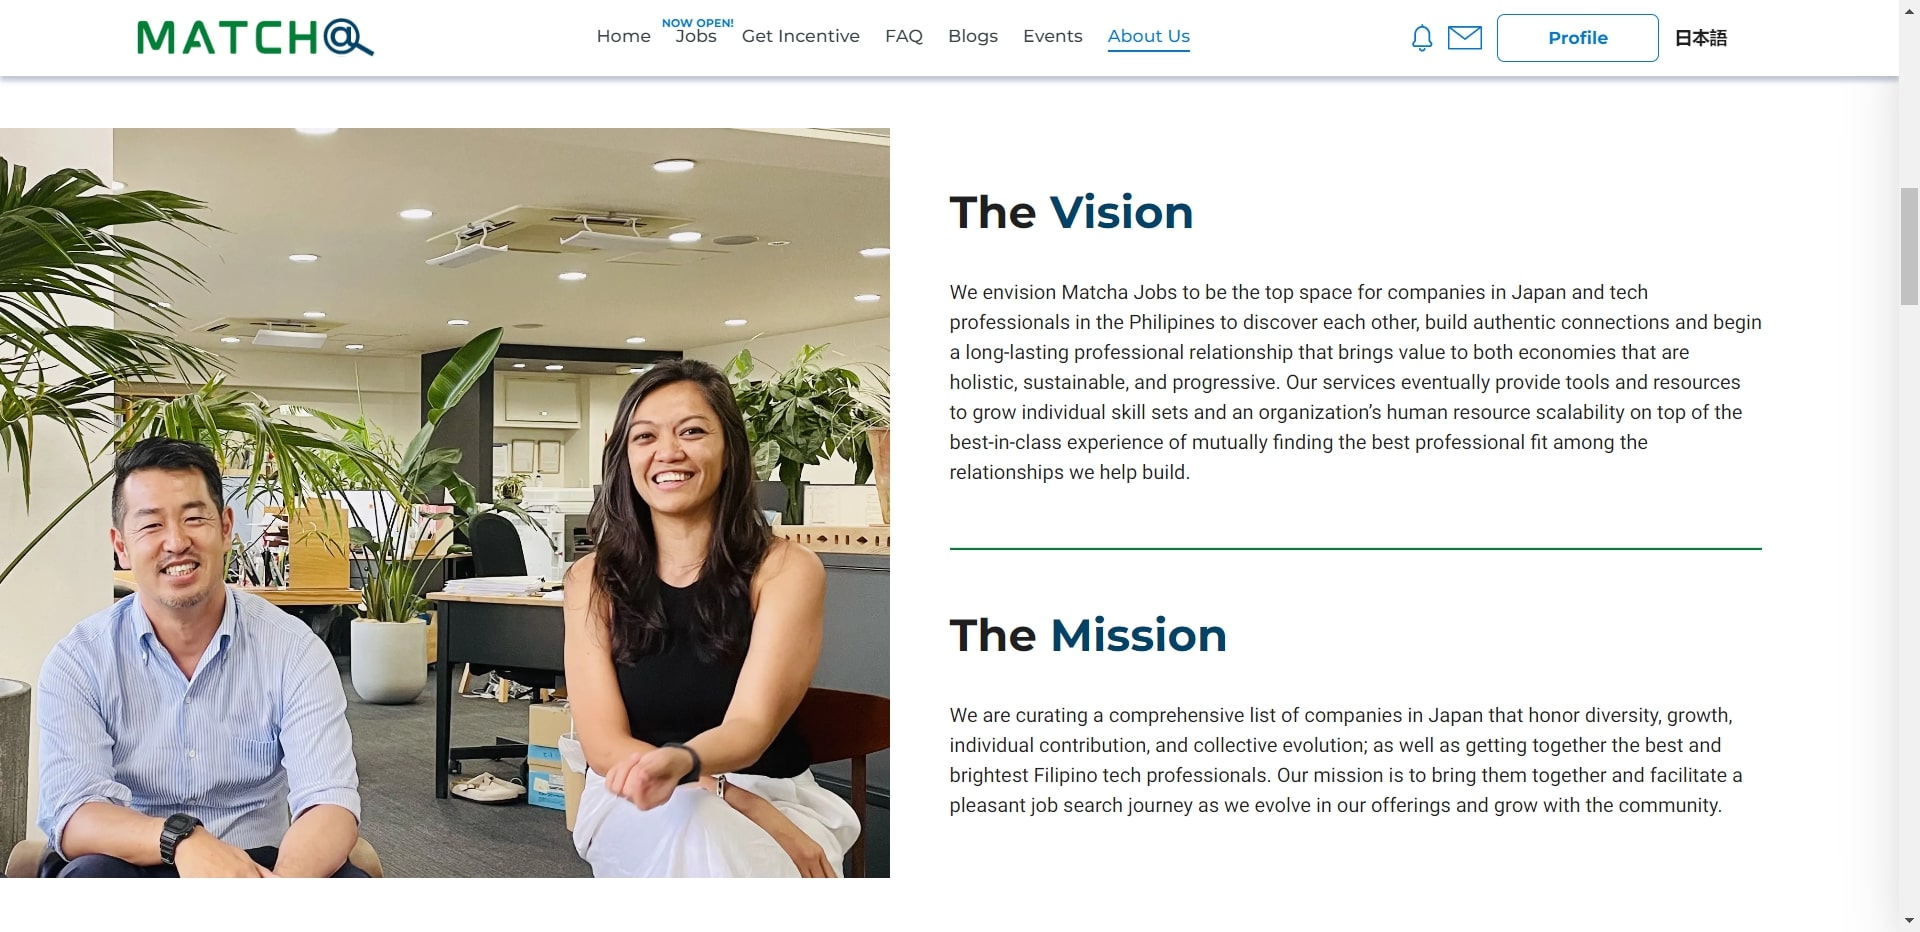 MATCH@
Home
NOW OPEN!
Jobs
Get Incentive
FAQ
Blogs
Events
About Us
Profile
日本語
The Vision
We envision Matcha Jobs to be the top space for companies in Japan and tech
professionals in the Philipines to discover each other, build authentic connections and begin
a long-lasting professional relationship that brings value to both economies that are
holistic, sustainable, and progressive. Our services eventually provide tools and resources
to grow individual skill sets and an organization’s human resource scalability on top of the
best-in-class experience of mutually finding the best professional fit among the
relationships we help build.
The Mission
We are curating a comprehensive list of companies in Japan that honor diversity, growth,
individual contribution, and collective evolution; as well as getting together the best and
brightest Filipino tech professionals. Our mission is to bring them together and facilitate a
pleasant job search journey as we evolve in our offerings and grow with the community.